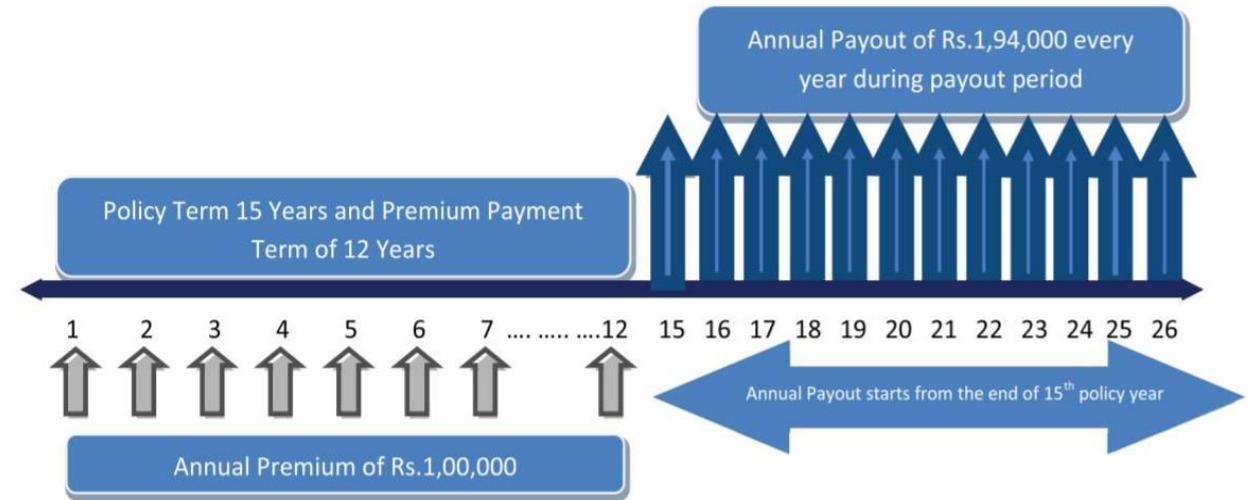 Annual Payout of Rs.1,94,000 every
year during payout period
Policy Term 15 Years and Premium Payment
Term of 12 Years
1 2 3 4 5 6 7 .... ..... ....12 15 16 17 18 19 20 21 22 23 24 25 26
Annual Payout starts from the end of 15th policy year
Annual Premium of Rs.1,00,000